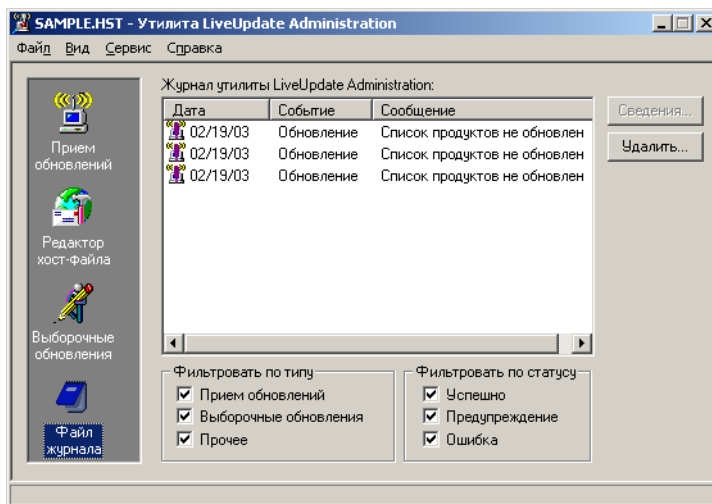 SAMPLE.HST - Утилита LiveUpdate Administration
Файл Вид Сервис Справка
Прием
обновлений
Редактор
хост-файла
Выборочные
обновления
Файл
журнала
Журнал утилиты LiveUpdate Administration:
Дата Событие Сообщение
02/19/03 Обновление Список продуктов не обновлен
02/19/03 Обновление Список продуктов не обновлен
02/19/03 Обновление Список продуктов не обновлен
Сведения...
Удалить...
Фильтровать по типу
Прием обновлений
Выборочные обновления
Прочее
Фильтровать по статусу
Успешно
Предупреждение
Ошибка